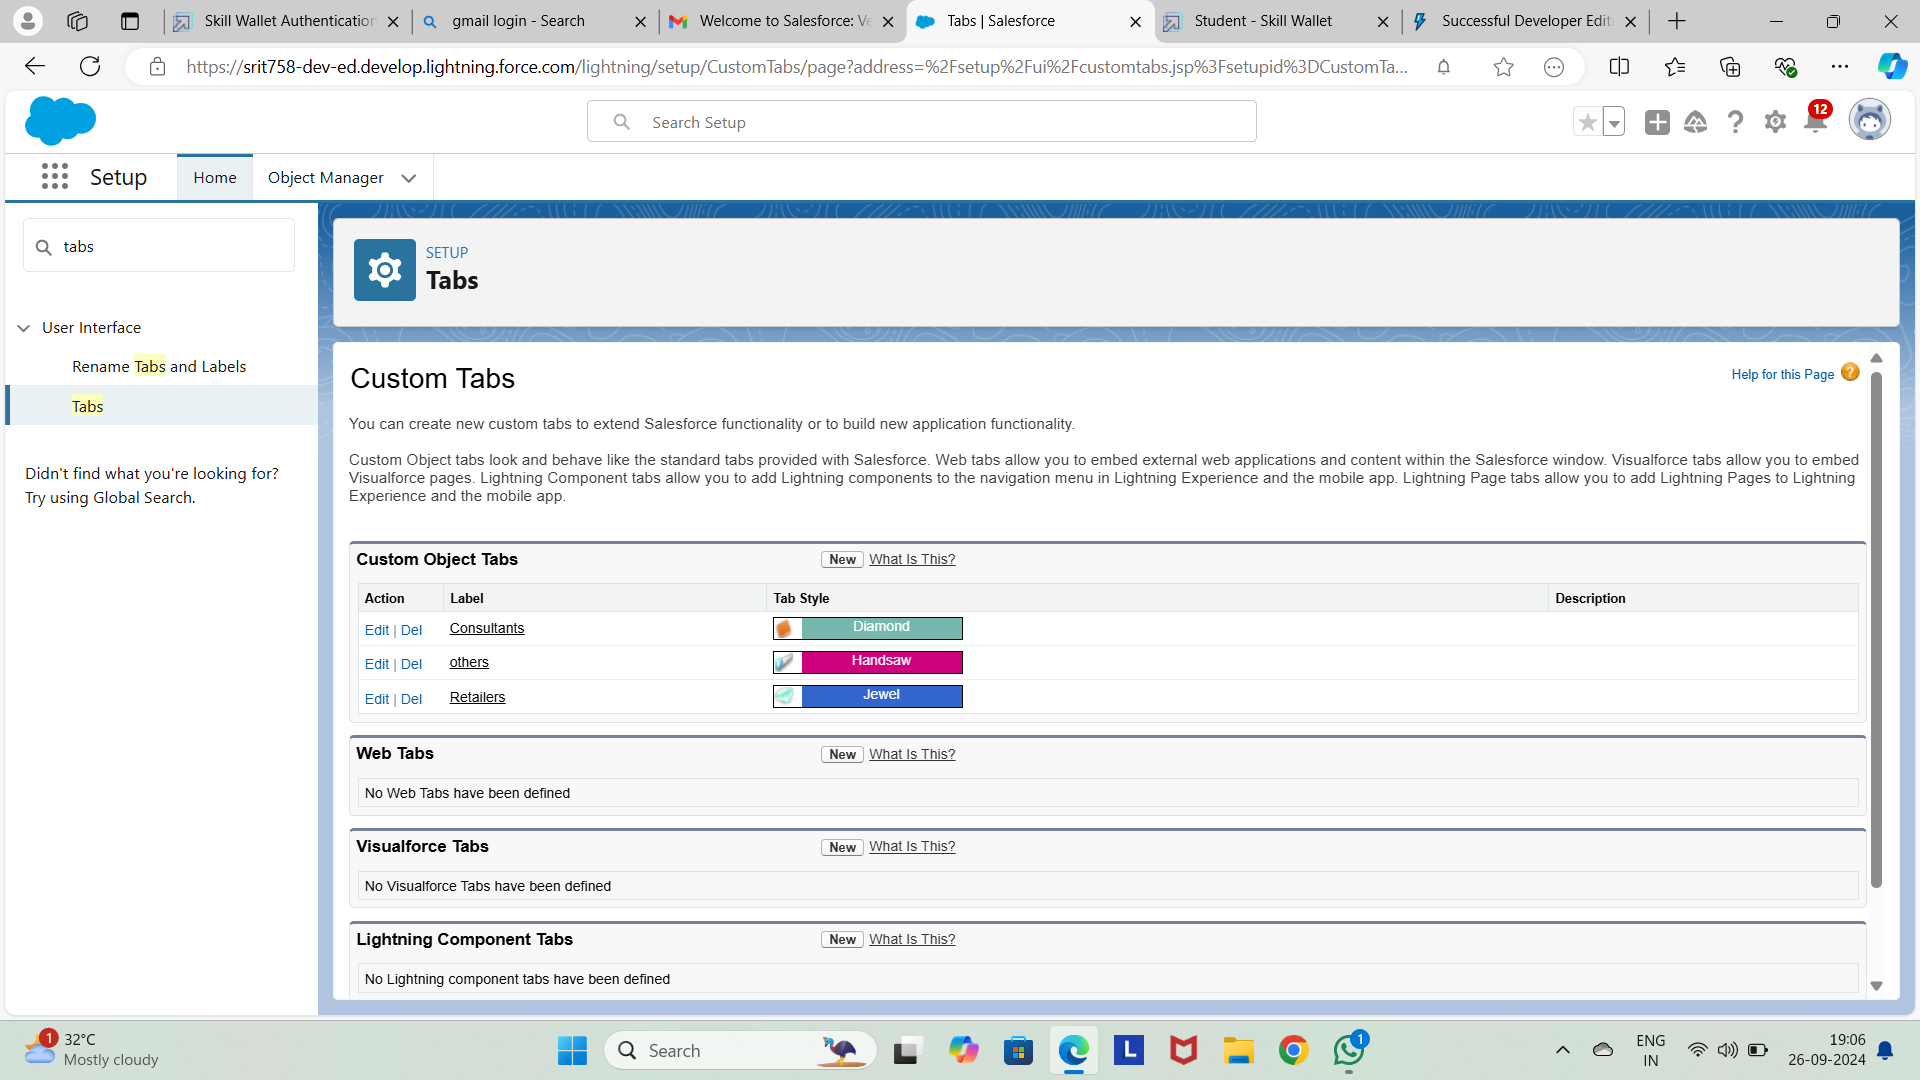 Skill Wallet Authentication
gmail login - Search
Welcome to Salesforce: Ve
Tabs | Salesforce
Student - Skill Wallet
Successful Developer Editi
https://srit758-dev-ed.develop.lightning.force.com/lightning/setup/CustomTabs/page?address=%2Fsetup%2Fui%2Fcustomtabs.jsp%3Fsetupid%3DCustomTa...
Search Setup
12
Setup
Home
Object Manager
tabs
SETUP
Tabs
User Interface
Rename Tabs and Labels
Tabs
Didn't find what you're looking for?
Try using Global Search.
Custom Tabs
Help for this Page
You can create new custom tabs to extend Salesforce functionality or to build new application functionality.
Custom Object tabs look and behave like the standard tabs provided with Salesforce. Web tabs allow you to embed external web applications and content within the Salesforce window. Visualforce tabs allow you to embed
Visualforce pages. Lightning Component tabs allow you to add Lightning components to the navigation menu in Lightning Experience and the mobile app. Lightning Page tabs allow you to add Lightning Pages to Lightning
Experience and the mobile app.
Custom Object Tabs New What Is This?
Action Label Tab Style Description
Edit | Del Consultants Diamond
Edit | Del others Handsaw
Edit | Del Retailers Jewel
Web Tabs New What Is This?
No Web Tabs have been defined
Visualforce Tabs New What Is This?
No Visualforce Tabs have been defined
Lightning Component Tabs New What Is This?
No Lightning component tabs have been defined
1
32°C
Mostly cloudy
Search
L
1
ENG
IN
19:06
26-09-2024